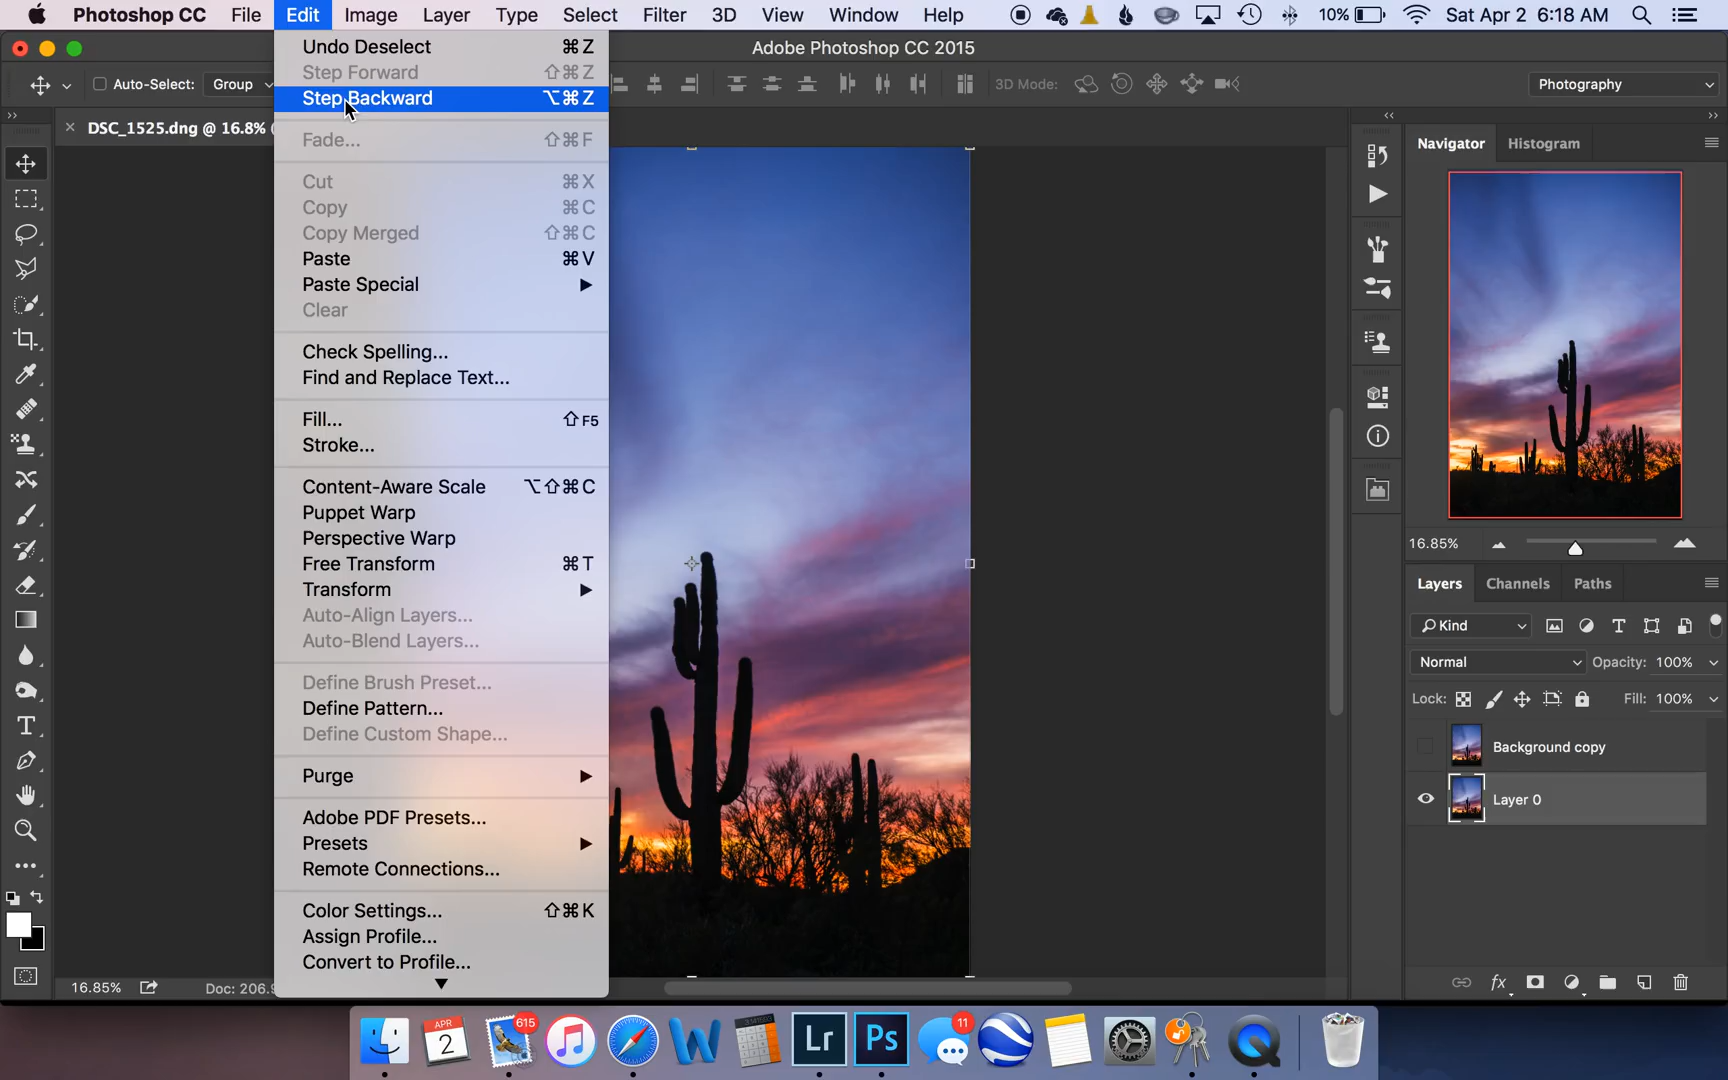 Photoshop CC File Edit Image Layer Type Select Filter 3D View Window Help 10% Sat Apr 2 6:18 AM
Adobe Photoshop CC 2015
Auto-Select: Group 3D Mode: Photography
DSC_1525.dng @ 16.8% (
Undo Deselect ⌘Z
Step Forward ⇧⌘Z
Step Backward ⌥⌘Z
Fade... ⇧⌘F
Cut ⌘X
Copy ⌘C
Copy Merged ⇧⌘C
Paste ⌘V
Paste Special
Clear
Check Spelling...
Find and Replace Text...
Fill... ⇧F5
Stroke...
Content-Aware Scale ⌥⇧⌘C
Puppet Warp
Perspective Warp
Free Transform ⌘T
Transform
Auto-Align Layers...
Auto-Blend Layers...
Define Brush Preset...
Define Pattern...
Define Custom Shape...
Purge
Adobe PDF Presets...
Presets
Remote Connections...
Color Settings... ⇧⌘K
Assign Profile...
Convert to Profile...
Navigator Histogram
16.85%
Layers Channels Paths
Kind
Normal Opacity: 100%
Lock: Fill: 100%
Background copy
Layer 0
fx
16.85% Doc: 206.9
APR
2
615
Lr
Ps
11